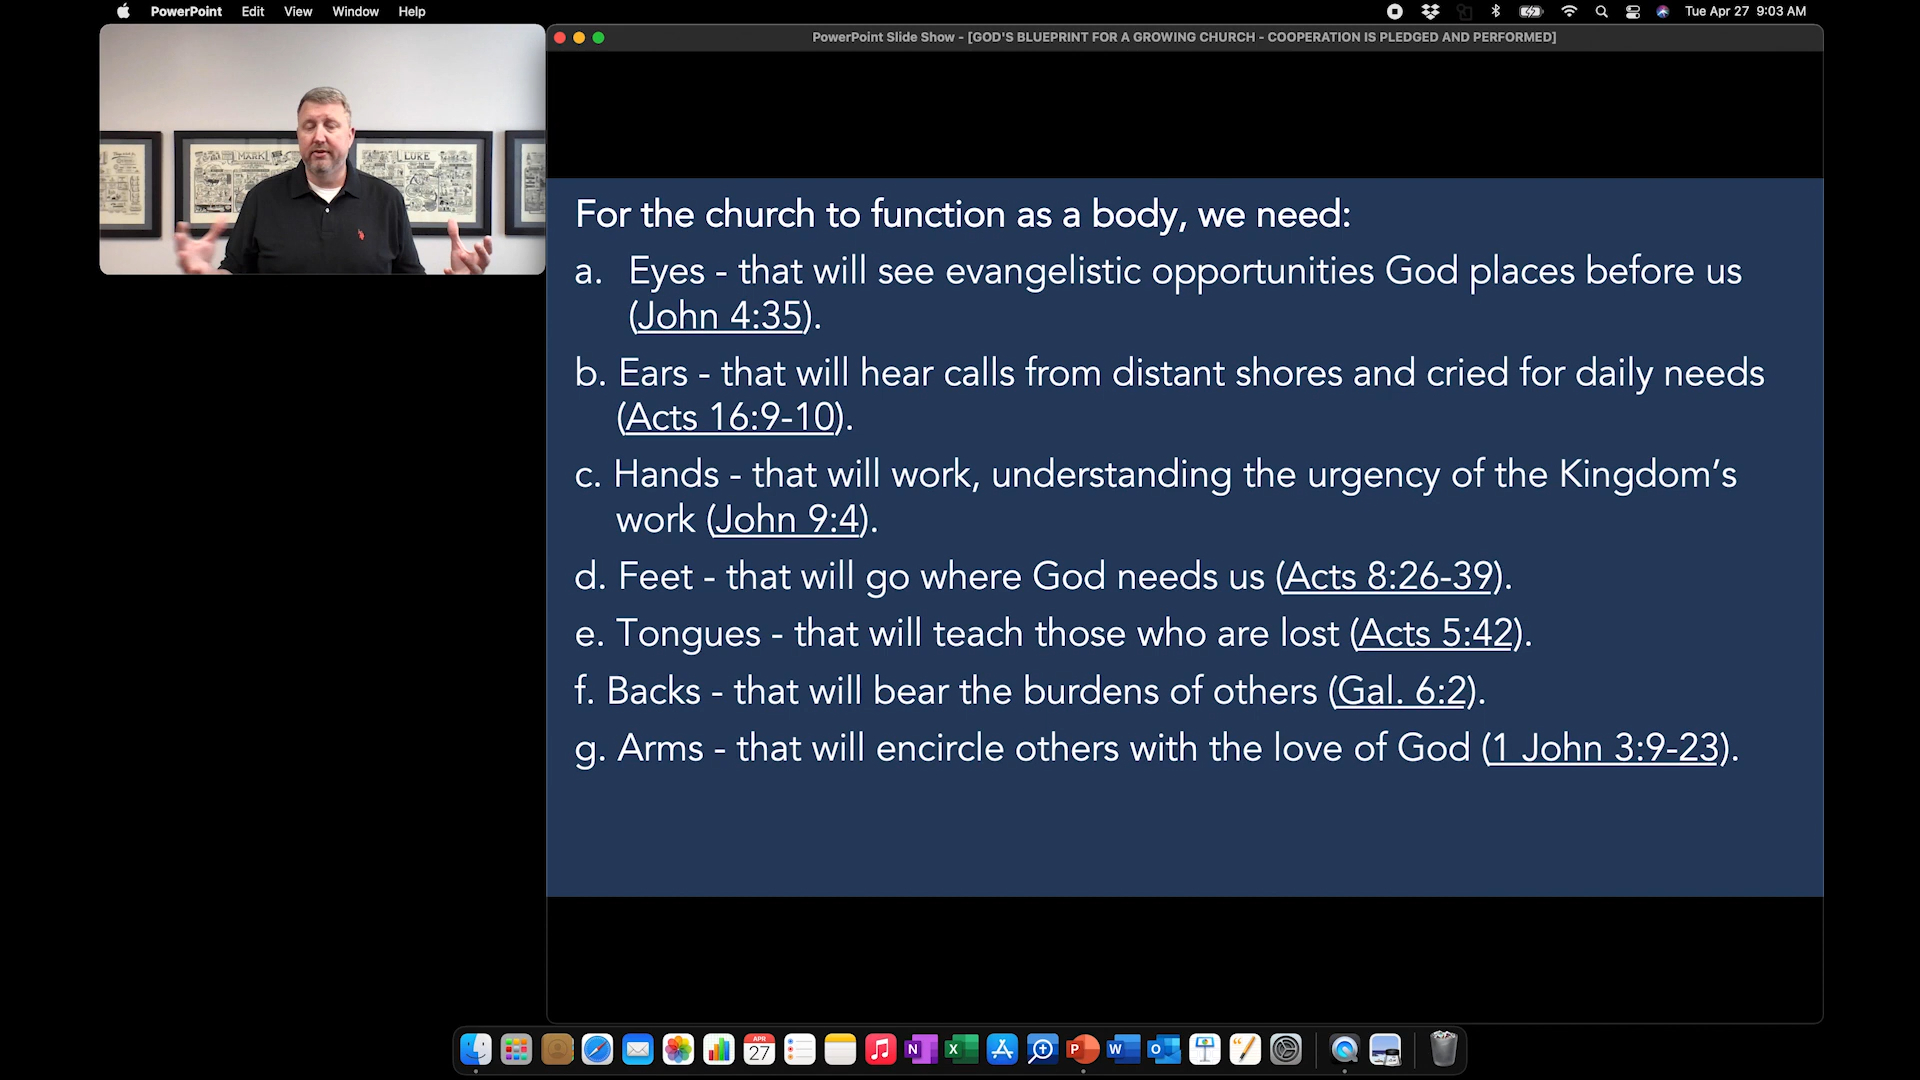 PowerPoint Edit View Window Help
Tue Apr 27 9:03 AM
PowerPoint Slide Show - [GOD'S BLUEPRINT FOR A GROWING CHURCH - COOPERATION IS PLEDGED AND PERFORMED]
MARK
LUKE
For the church to function as a body, we need:
a. Eyes - that will see evangelistic opportunities God places before us
(John 4:35).
b. Ears - that will hear calls from distant shores and cried for daily needs
(Acts 16:9-10).
c. Hands - that will work, understanding the urgency of the Kingdom’s
work (John 9:4).
d. Feet - that will go where God needs us (Acts 8:26-39).
e. Tongues - that will teach those who are lost (Acts 5:42).
f. Backs - that will bear the burdens of others (Gal. 6:2).
g. Arms - that will encircle others with the love of God (1 John 3:9-23).
APR
27
N
X
P
W
O